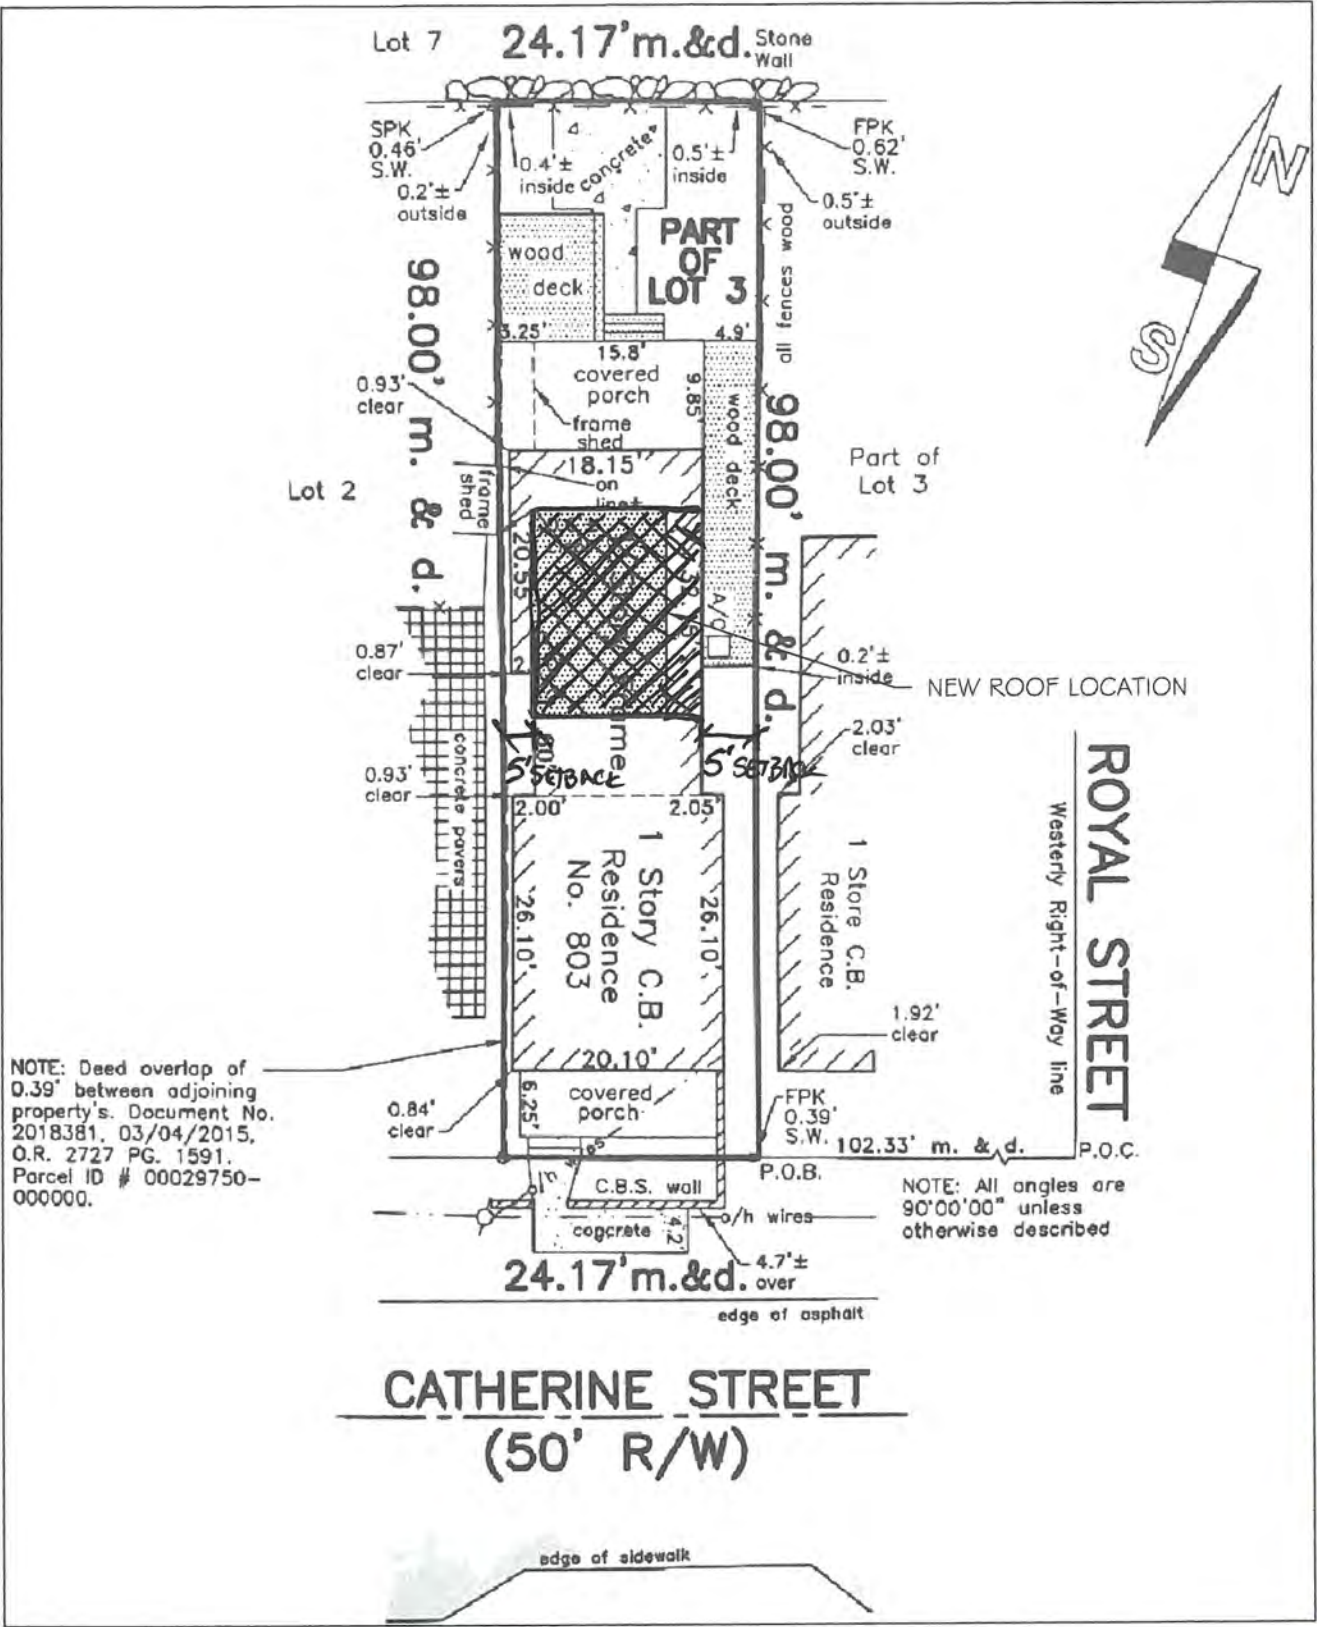 Lot 7
24.17'm.&d.
Stone
Wall
SPK
0.46'
S.W.
0.2'±
outside
0.4'±
inside
concrete
0.5'±
inside
FPK
0.62'
S.W.
0.5'±
outside
N
S
PART
OF
LOT 3
wood
deck
all fences wood
98.00' m. & d.
98.00' m. & d.
3.25'
4.9'
15.8'
covered
porch
9.85'
wood deck
0.93'
clear
frame
shed
18.15'
on
line±
Lot 2
frame
shed
Part of
Lot 3
20.55'
A/C
0.87'
clear
0.2'±
inside
NEW ROOF LOCATION
5' SETBACK
5' SETBACK
2.03'
clear
0.93'
clear
concrete pavers
2.00'
2.05'
1 Story C.B.
Residence
No. 803
26.10'
26.10'
1 Store C.B.
Residence
ROYAL STREET
Westerly Right-of-Way line
1.92'
clear
20.10'
NOTE: Deed overlap of
0.39' between adjoining
property's. Document No.
2018381, 03/04/2015,
O.R. 2727 PG. 1591.
Parcel ID # 00029750-
000000.
0.84'
clear
6.25'
covered
porch
FPK
0.39'
S.W.
102.33' m. & d.
P.O.C.
P.O.B.
C.B.S. wall
NOTE: All angles are
90°00'00" unless
otherwise described
o/h wires
concrete
4.2
4.7'±
over
24.17'm.&d.
edge of asphalt
CATHERINE STREET
(50' R/W)
edge of sidewalk